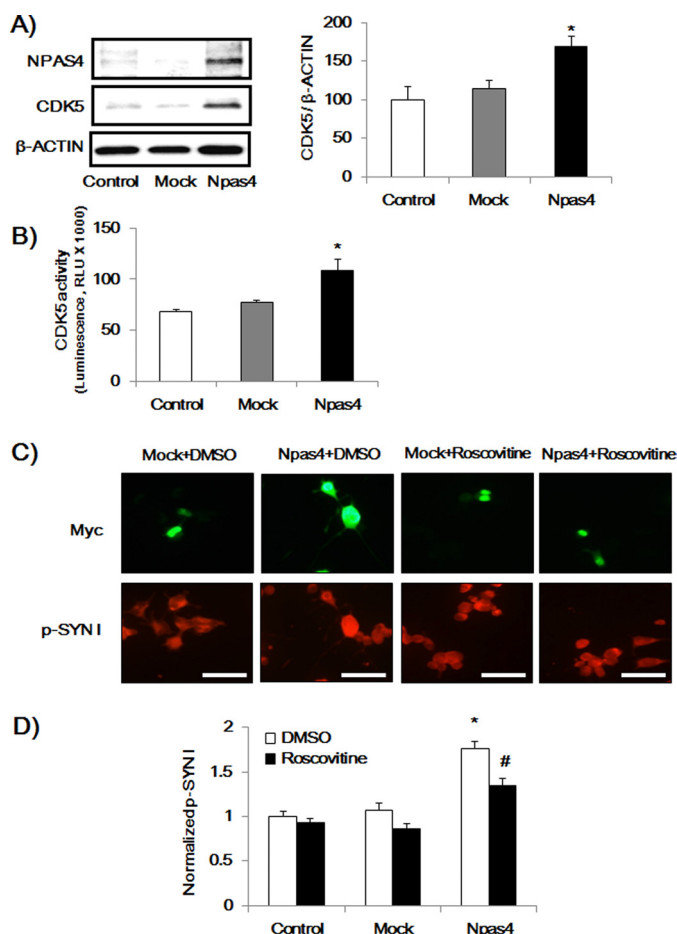 A)
NPAS4
CDK5
β-ACTIN
Control Mock Npas4
CDK5/β-ACTIN
200
150
100
50
0
*
Control Mock Npas4
B)
CDK5 activity
(Luminescence, RLU X 1000)
150
100
50
0
*
Control Mock Npas4
C)
Mock+DMSO Npas4+DMSO Mock+Roscovitine Npas4+Roscovitine
Myc
p-SYN I
D)
Normalizedp-SYN I
2
1.5
1
0.5
0
DMSO
Roscovitine
*
#
Control Mock Npas4